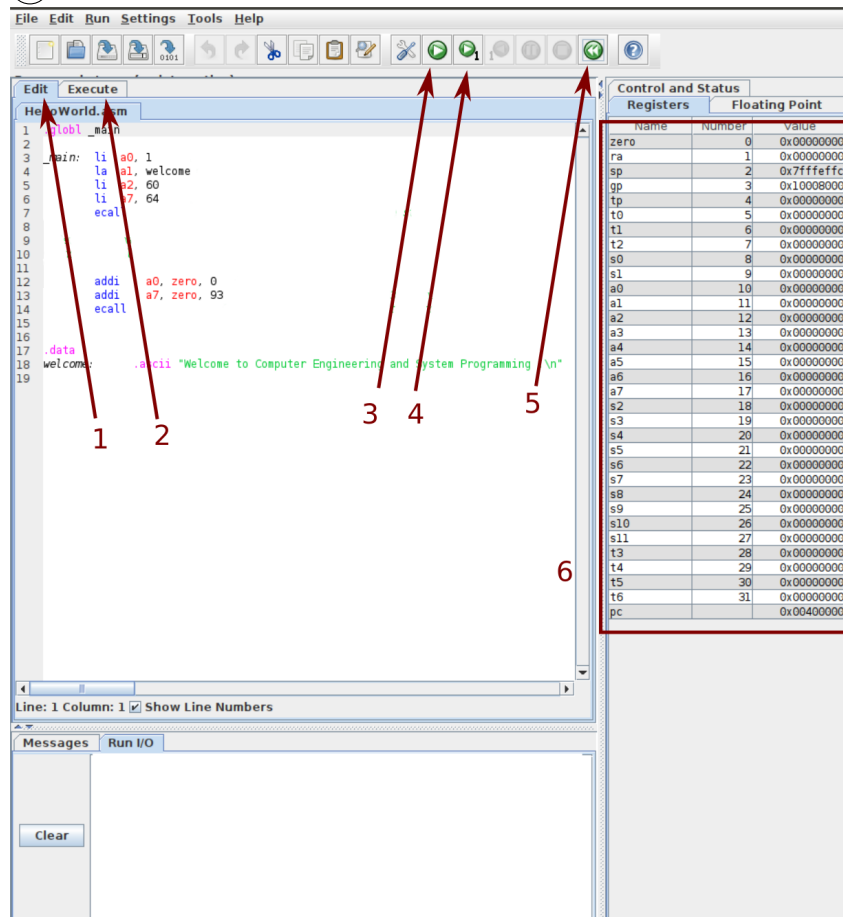 File Edit Run Settings Tools Help
Edit Execute
Control and Status
Registers Floating Point
Name Number Value
zero 0 0x00000000
ra 1 0x00000000
sp 2 0x7fffeffc
gp 3 0x10008000
tp 4 0x00000000
t0 5 0x00000000
t1 6 0x00000000
t2 7 0x00000000
s0 8 0x00000000
s1 9 0x00000000
a0 10 0x00000000
a1 11 0x00000000
a2 12 0x00000000
a3 13 0x00000000
a4 14 0x00000000
a5 15 0x00000000
a6 16 0x00000000
a7 17 0x00000000
s2 18 0x00000000
s3 19 0x00000000
s4 20 0x00000000
s5 21 0x00000000
s6 22 0x00000000
s7 23 0x00000000
s8 24 0x00000000
s9 25 0x00000000
s10 26 0x00000000
s11 27 0x00000000
t3 28 0x00000000
t4 29 0x00000000
t5 30 0x00000000
t6 31 0x00000000
pc 0x00400000
HelloWorld.asm
1 .globl _main
2
3 _main: li a0, 1
4 la a1, welcome
5 li a2, 60
6 li a7, 64
7 ecall
8
9
10
11
12 addi a0, zero, 0
13 addi a7, zero, 93
14 ecall
15
16
17 .data
18 welcome: .ascii "Welcome to Computer Engineering and System Programming \n"
19
1 2 3 4 5
6
Line: 1 Column: 1 Show Line Numbers
Messages Run I/O
Clear